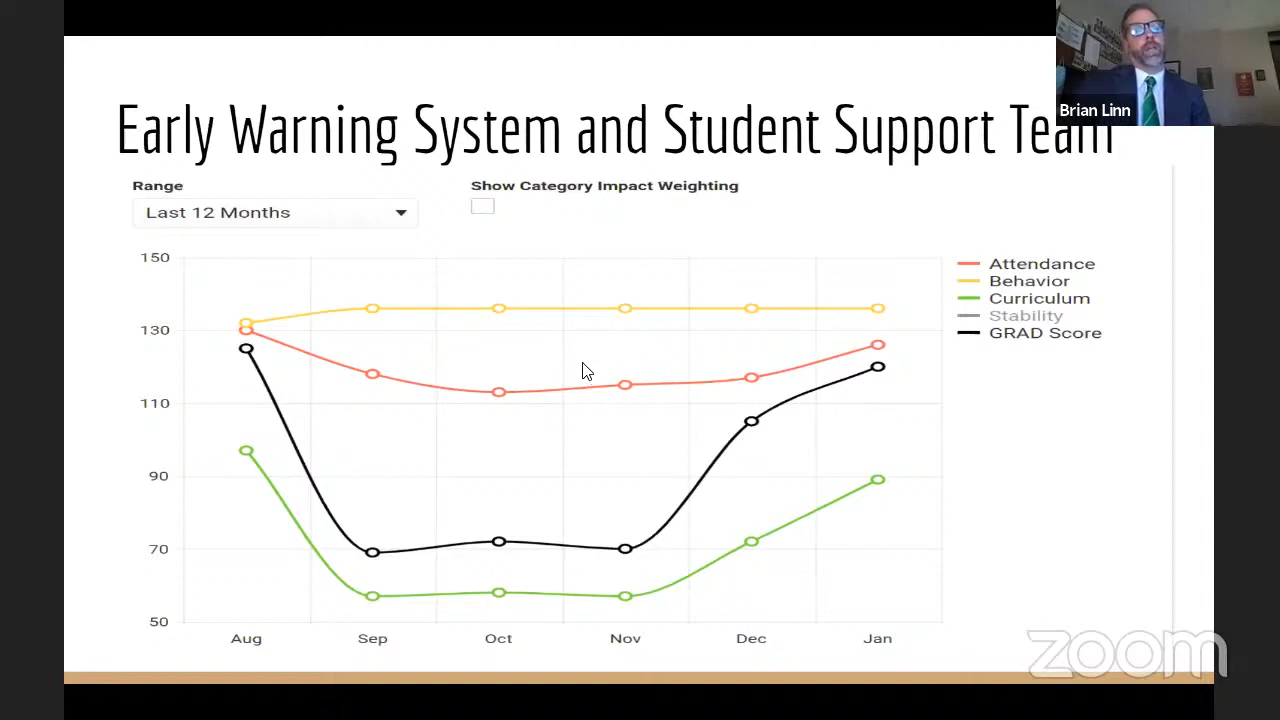 Brian Linn
Early Warning System and Student Support Team
Range
Show Category Impact Weighting
Last 12 Months
150
130
110
90
70
50
Aug Sep Oct Nov Dec Jan
Attendance
Behavior
Curriculum
Stability
GRAD Score
zoom